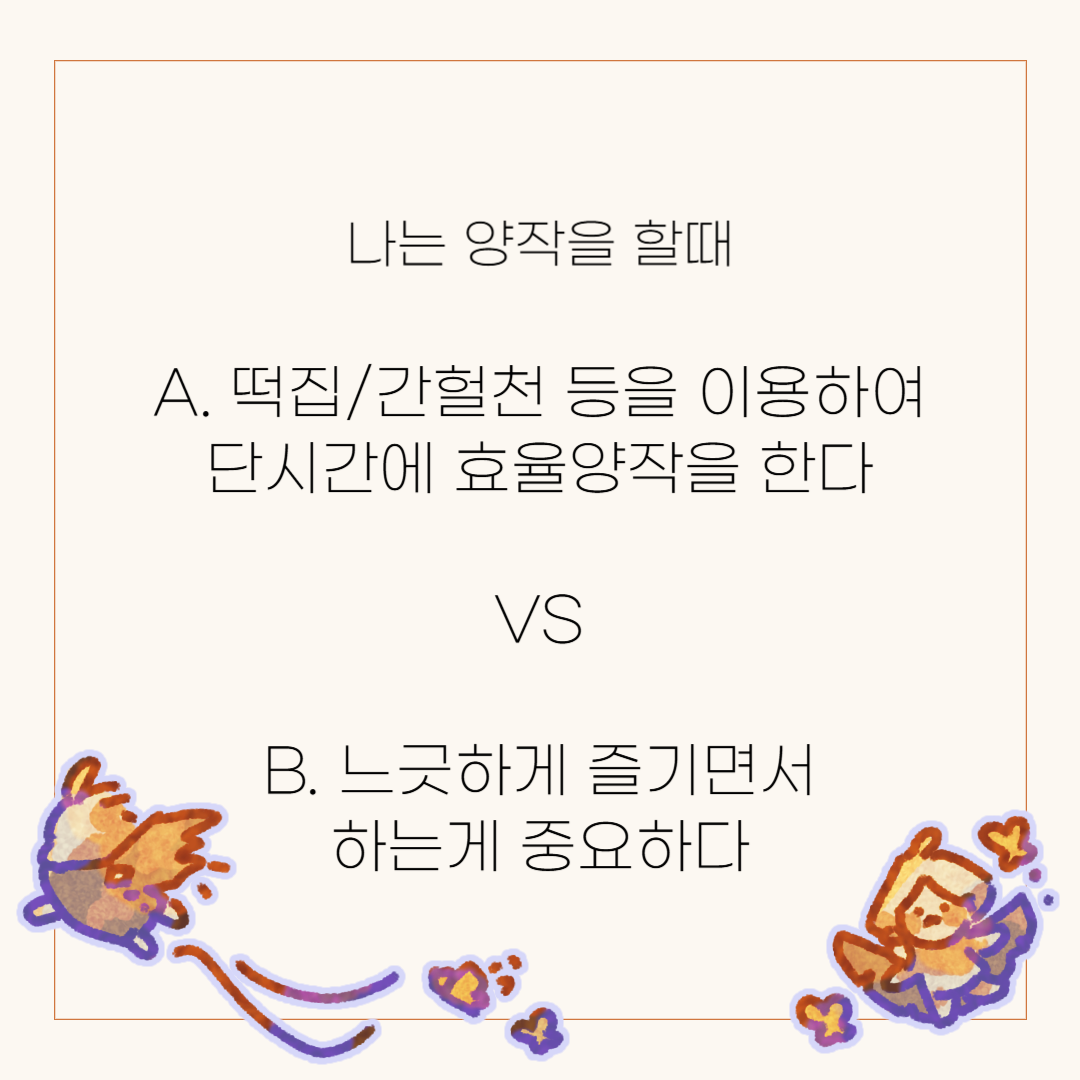 나는 양작을 할때
A. 떡집/간헐천 등을 이용하여
단시간에 효율양작을 한다
VS
B. 느긋하게 즐기면서
하는게 중요하다